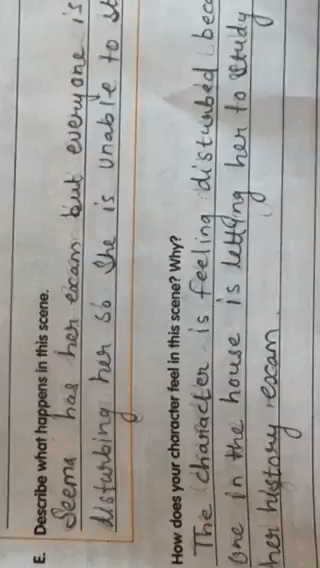 E. Describe what happens in this scene.
Seema has her exam but everyone is
disturbing her so she is unable to st
How does your character feel in this scene? Why?
The character is feeling disturbed bec
one in the house is letting her to study
her history exam.